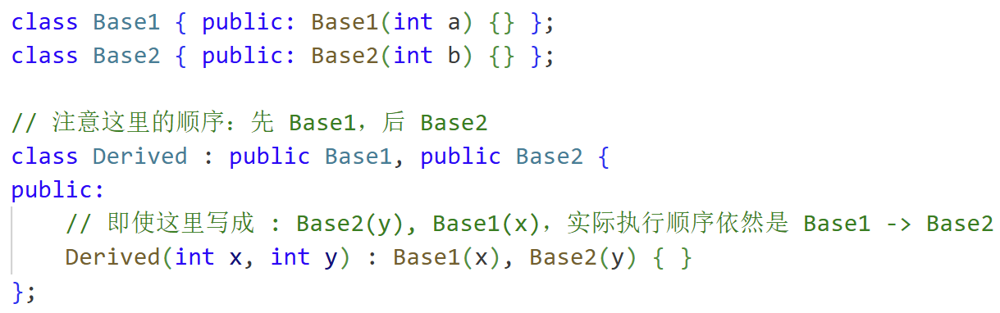 class Base1 { public: Base1(int a) {} };
class Base2 { public: Base2(int b) {} };
// 注意这里的顺序：先 Base1，后 Base2
class Derived : public Base1, public Base2 {
public:
// 即使这里写成 : Base2(y), Base1(x)，实际执行顺序依然是 Base1 -> Base2
Derived(int x, int y) : Base1(x), Base2(y) { }
};